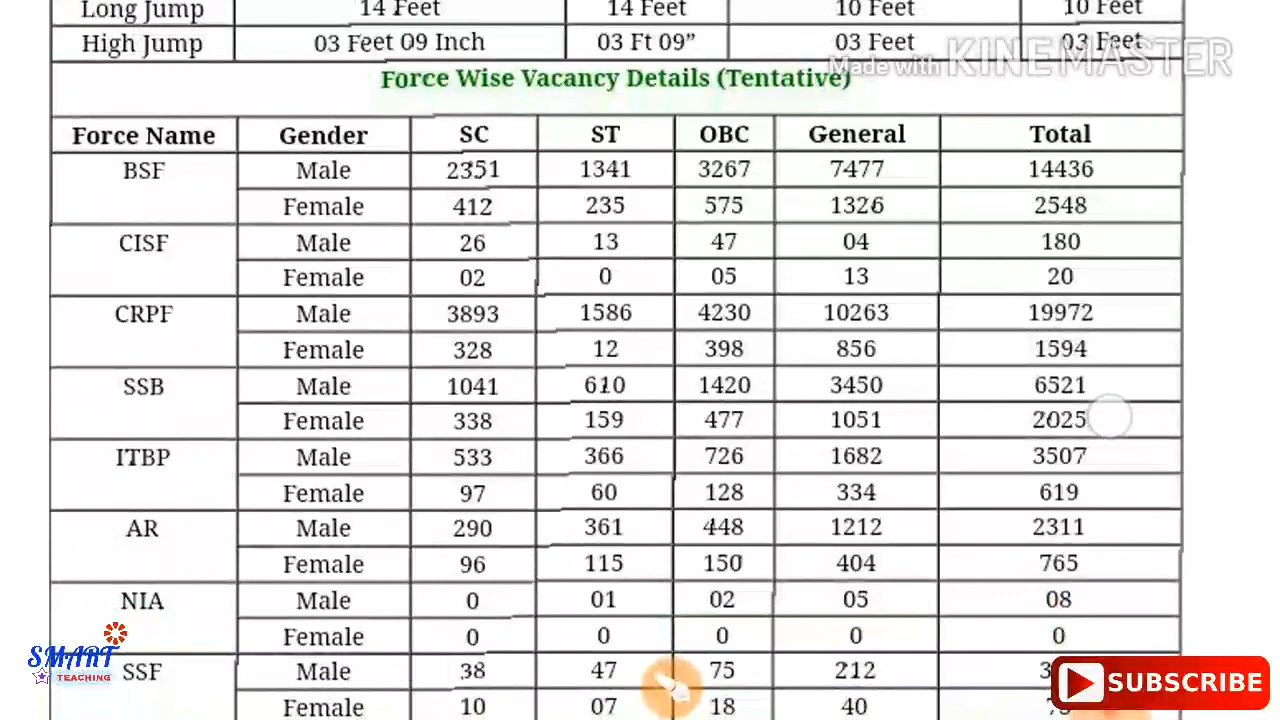 Long Jump 14 Feet 14 Feet 10 Feet 10 Feet
High Jump 03 Feet 09 Inch 03 Ft 09” 03 Feet 03 Feet
Made with KINEMASTER
Force Wise Vacancy Details (Tentative)
Force Name Gender SC ST OBC General Total
BSF Male 2351 1341 3267 7477 14436
Female 412 235 575 1326 2548
CISF Male 26 13 47 04 180
Female 02 0 05 13 20
CRPF Male 3893 1586 4230 10263 19972
Female 328 12 398 856 1594
SSB Male 1041 610 1420 3450 6521
Female 338 159 477 1051 2025
ITBP Male 533 366 726 1682 3507
Female 97 60 128 334 619
AR Male 290 361 448 1212 2311
Female 96 115 150 404 765
NIA Male 0 01 02 05 08
Female 0 0 0 0 0
SSF Male 38 47 75 212
Female 10 07 18 40
SMART
TEACHING
SUBSCRIBE